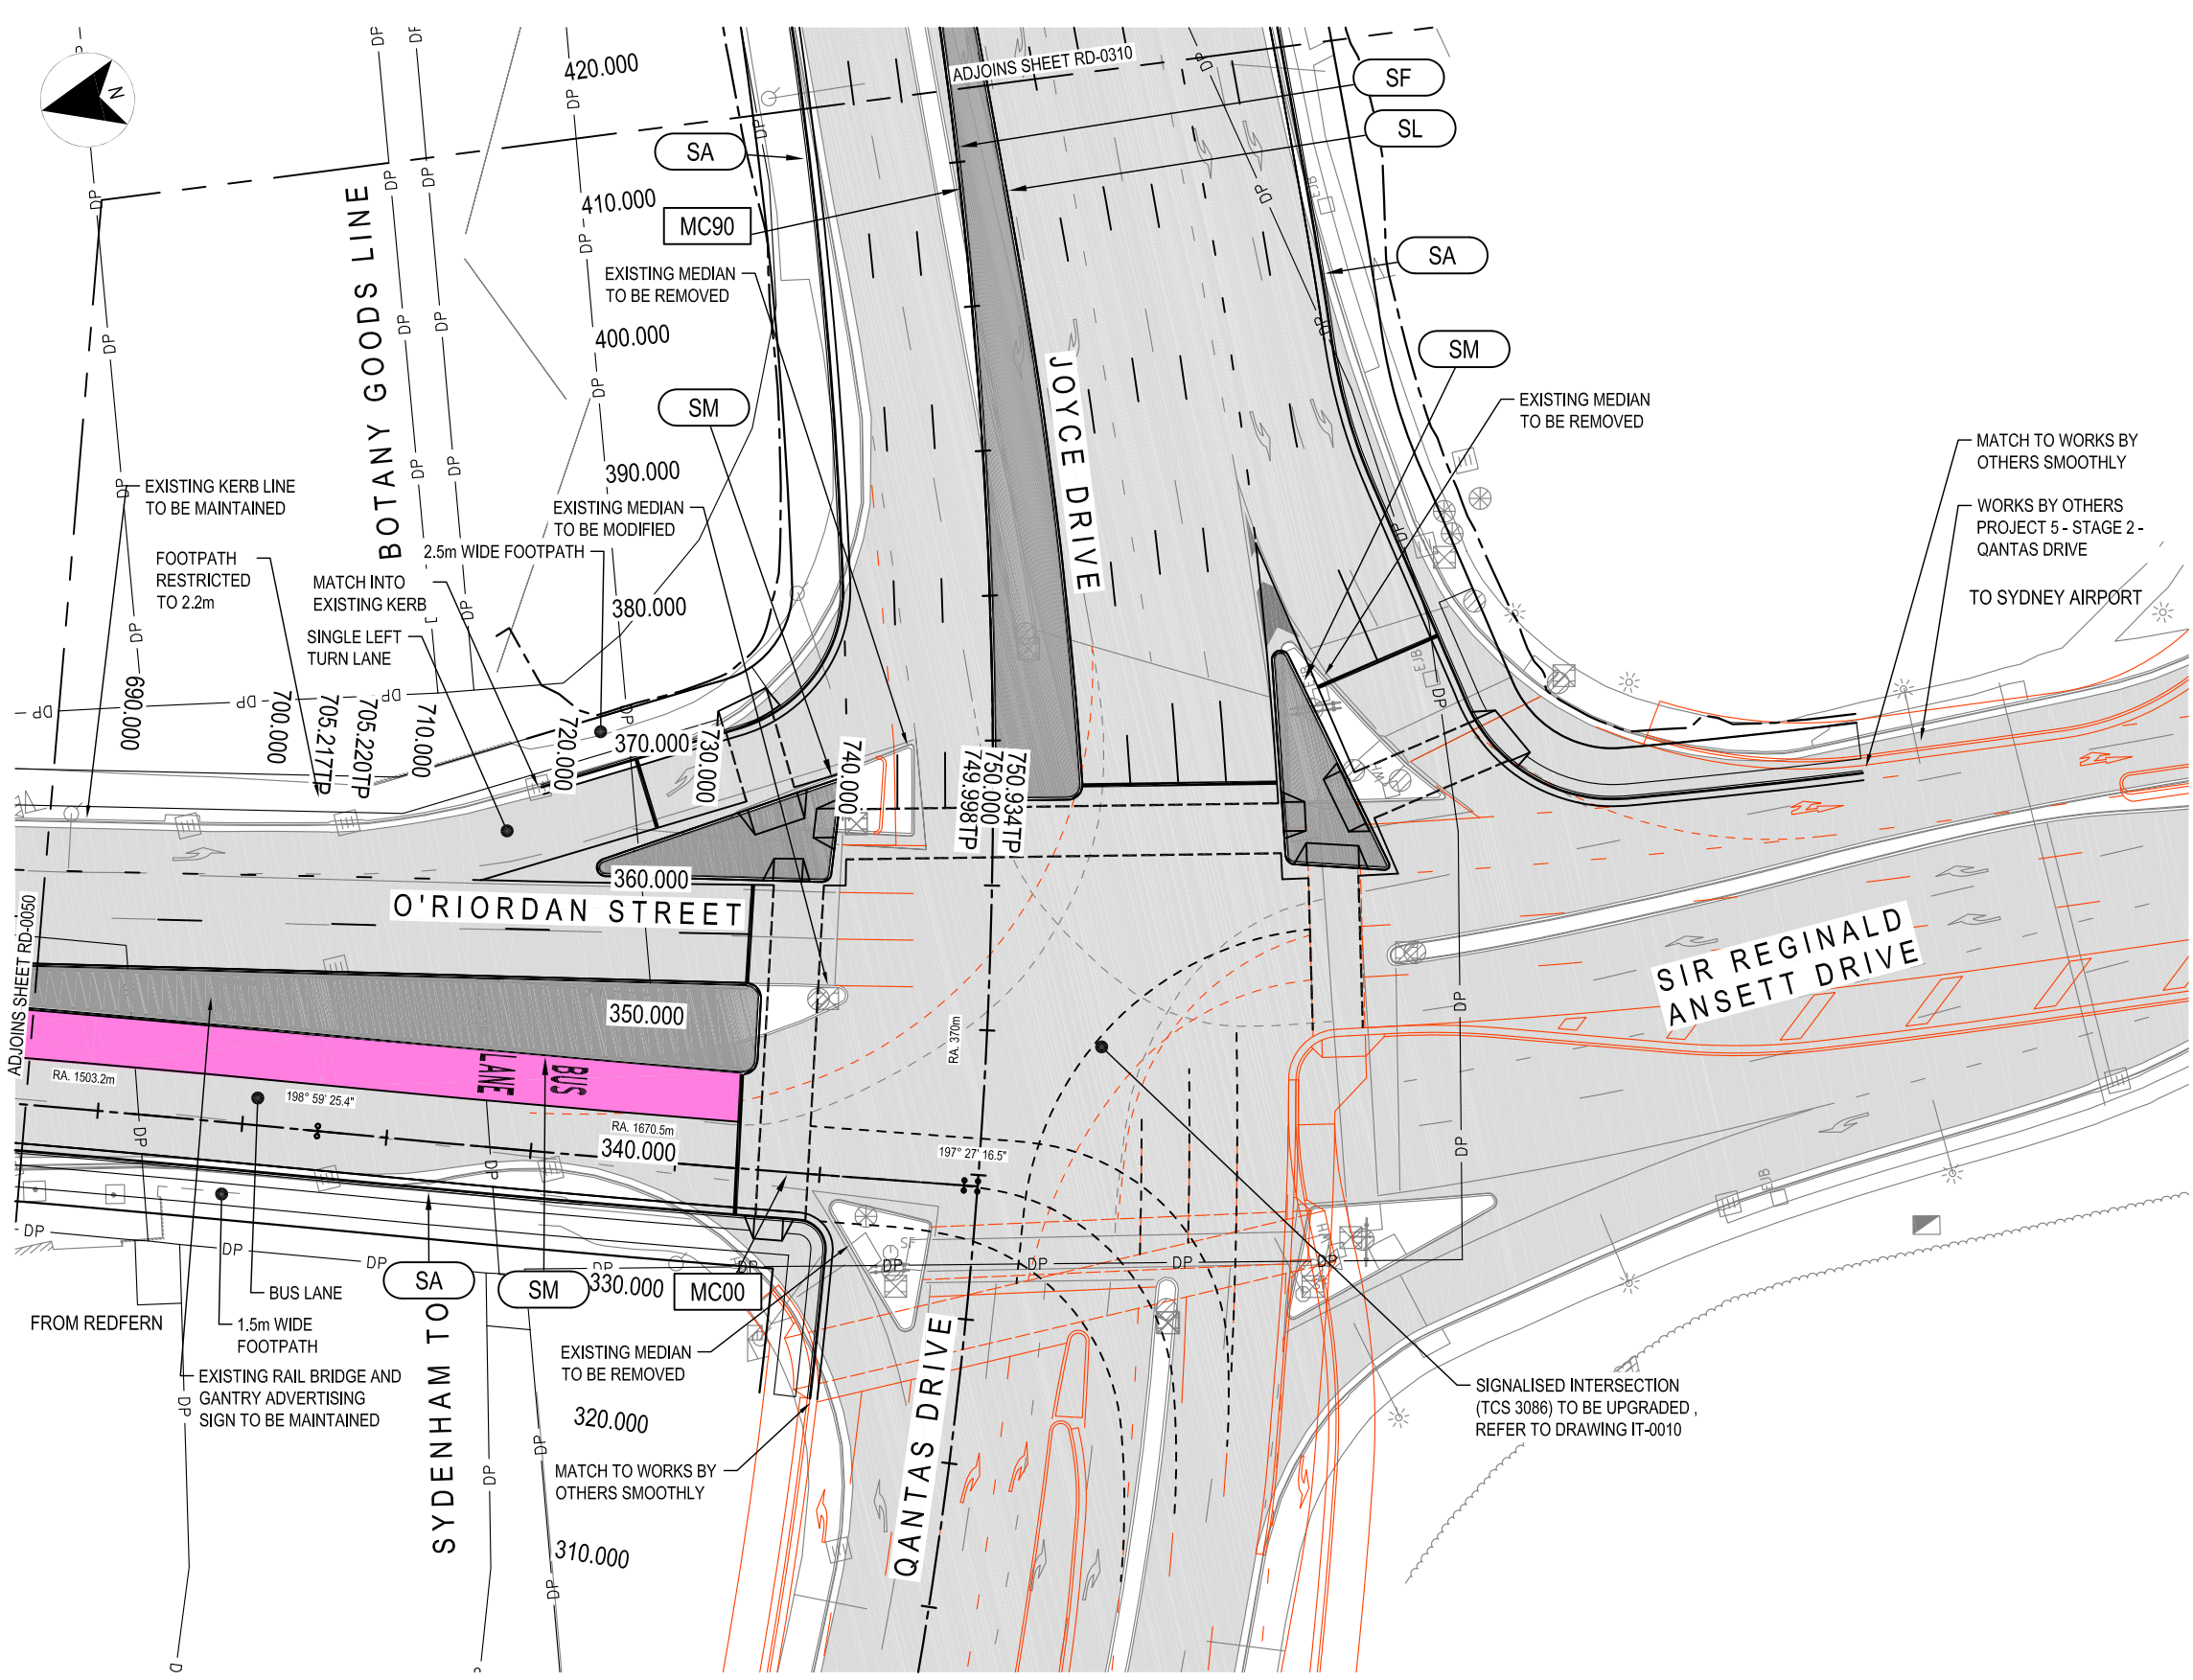 N
420.000
ADJOINS SHEET RD-0310
SF
SL
SA
410.000
MC90
EXISTING MEDIAN
TO BE REMOVED
400.000
SA
SM
SM
EXISTING MEDIAN
TO BE REMOVED
BOTANY GOODS LINE
JOYCE DRIVE
390.000
EXISTING MEDIAN
TO BE MODIFIED
EXISTING KERB LINE
TO BE MAINTAINED
2.5m WIDE FOOTPATH
FOOTPATH
RESTRICTED
TO 2.2m
MATCH INTO
EXISTING KERB
SINGLE LEFT
TURN LANE
380.000
MATCH TO WORKS BY
OTHERS SMOOTHLY
WORKS BY OTHERS
PROJECT 5 - STAGE 2 -
QANTAS DRIVE
TO SYDNEY AIRPORT
690.000
700.000
705.217TP
705.220TP
710.000
720.000
370.000
730.000
740.000
749.998TP
750.000
750.934TP
360.000
O'RIORDAN STREET
ADJOINS SHEET RD-0050
350.000
BUS
LANE
RA. 1503.2m
198° 59' 25.4"
RA. 1670.5m
340.000
RA. 370m
197° 27' 16.5"
SIR REGINALD
ANSETT DRIVE
SA
SM
330.000
MC00
BUS LANE
FROM REDFERN
1.5m WIDE
FOOTPATH
EXISTING RAIL BRIDGE AND
GANTRY ADVERTISING
SIGN TO BE MAINTAINED
SYDENHAM TO
EXISTING MEDIAN
TO BE REMOVED
320.000
MATCH TO WORKS BY
OTHERS SMOOTHLY
310.000
QANTAS DRIVE
SIGNALISED INTERSECTION
(TCS 3086) TO BE UPGRADED ,
REFER TO DRAWING IT-0010
DP
EJB
SF